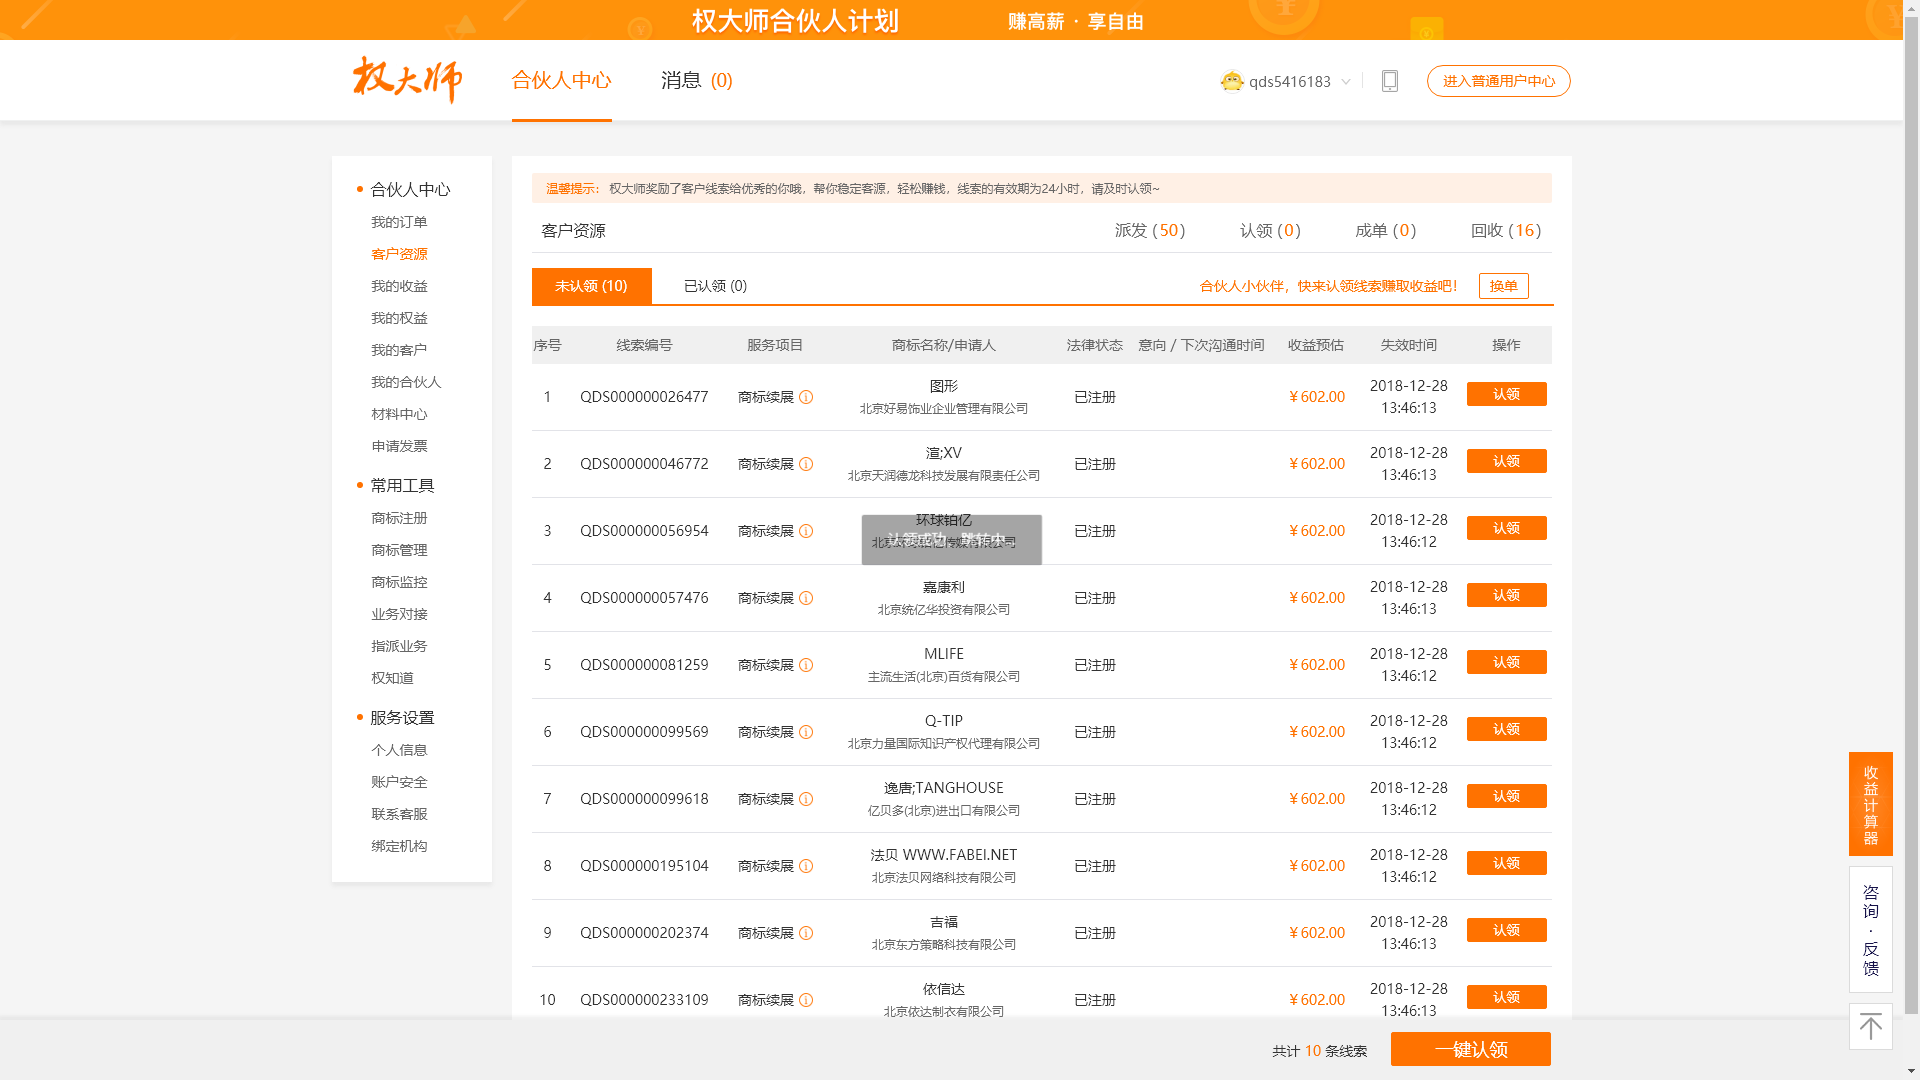 权大师合伙人计划 赚高薪 · 享自由
权大师 合伙人中心 消息 (0) qds5416183 进入普通用户中心
合伙人中心
我的订单
客户资源
我的收益
我的权益
我的客户
我的合伙人
材料中心
申请发票
常用工具
商标注册
商标管理
商标监控
业务对接
指派业务
权知道
服务设置
个人信息
账户安全
联系客服
绑定机构
温馨提示: 权大师奖励了客户线索给优秀的你哦，帮你稳定客源，轻松赚钱，线索的有效期为24小时，请及时认领~
客户资源 派发 (50) 认领 (0) 成单 (0) 回收 (16)
未认领 (10) 已认领 (0) 合伙人小伙伴，快来认领线索赚取收益吧! 换单
序号 线索编号 服务项目 商标名称/申请人 法律状态 意向 / 下次沟通时间 收益预估 失效时间 操作
1 QDS000000026477 商标续展 图形 已注册 ¥602.00 2018-12-28 认领
北京好易饰业企业管理有限公司 13:46:13
2 QDS000000046772 商标续展 渲;XV 已注册 ¥602.00 2018-12-28 认领
北京天润德龙科技发展有限责任公司 13:46:13
3 QDS000000056954 商标续展 环球铂亿 已注册 ¥602.00 2018-12-28 认领
13:46:12
认领成功，跳转中...
4 QDS000000057476 商标续展 嘉康利 已注册 ¥602.00 2018-12-28 认领
北京统亿华投资有限公司 13:46:13
5 QDS000000081259 商标续展 MLIFE 已注册 ¥602.00 2018-12-28 认领
主流生活(北京)百货有限公司 13:46:12
6 QDS000000099569 商标续展 Q-TIP 已注册 ¥602.00 2018-12-28 认领
北京力量国际知识产权代理有限公司 13:46:12
7 QDS000000099618 商标续展 逸唐;TANGHOUSE 已注册 ¥602.00 2018-12-28 认领
亿贝多(北京)进出口有限公司 13:46:12
8 QDS000000195104 商标续展 法贝 WWW.FABEI.NET 已注册 ¥602.00 2018-12-28 认领
北京法贝网络科技有限公司 13:46:12
9 QDS000000202374 商标续展 吉福 已注册 ¥602.00 2018-12-28 认领
北京东方策略科技有限公司 13:46:13
10 QDS000000233109 商标续展 依信达 已注册 ¥602.00 2018-12-28 认领
北京依达制衣有限公司 13:46:13
共计 10 条线索 一键认领
收益计算器
咨询·反馈